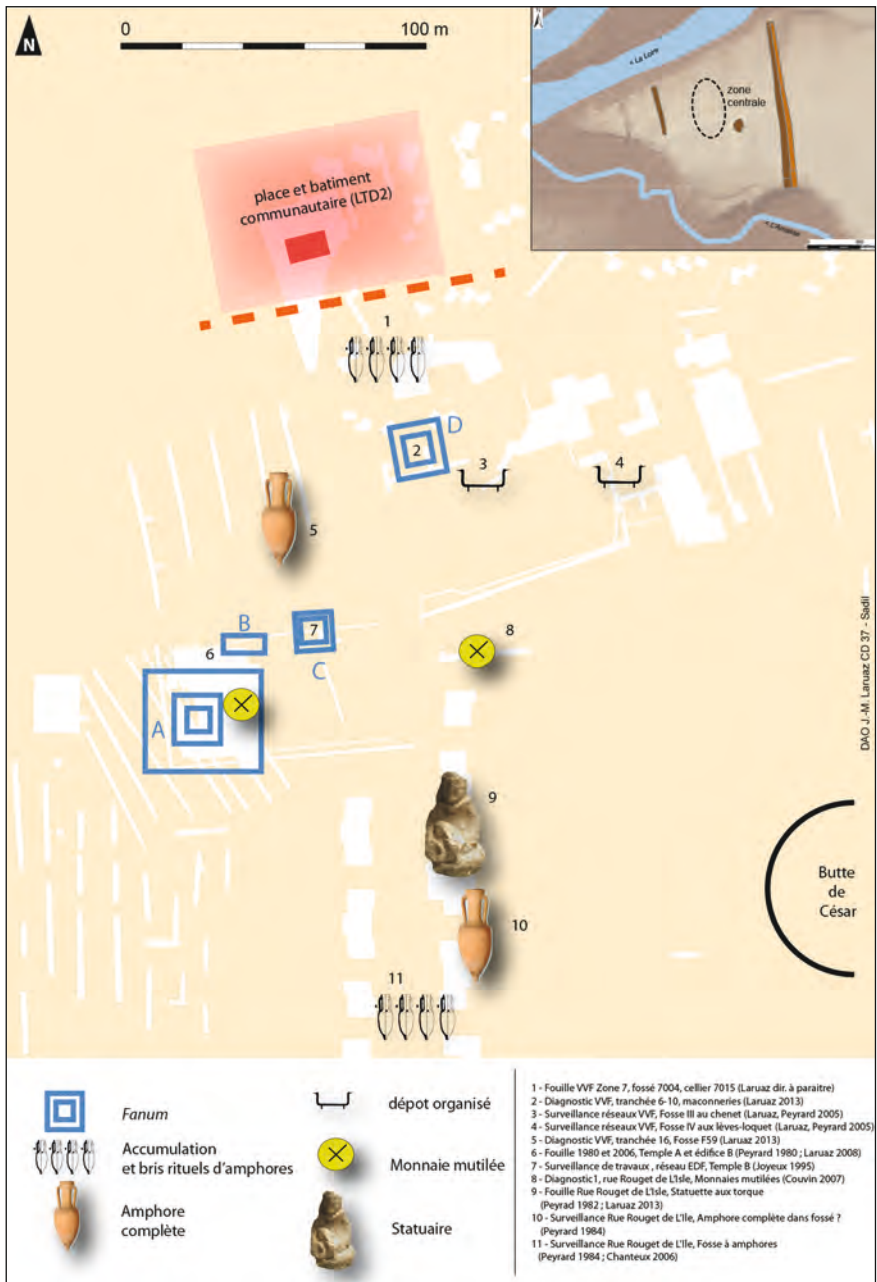 N
0
100 m
N
< La Loire
zone
centrale
place et batiment
communautaire (LTD2)
1
D
2
3
4
5
B
6
7
C
8
A
9
10
11
Butte
de
César
DAO J.-M. Laruaz CD 37 - Sadil
Fanum
Accumulation
et bris rituels d'amphores
Amphore
complète
dépot organisé
Monnaie mutilée
Statuaire
1 - Fouille VVF Zone 7, fossé 7004, cellier 7015 (Laruaz dir. à paraitre)
2 - Diagnostic VVF, tranchée 6-10, maconneries (Laruaz 2013)
3 - Surveillance réseaux VVF, Fosse III au chenet (Laruaz, Peyrard 2005)
4 - Surveillance réseaux VVF, Fosse IV aux lèves-loquet (Laruaz, Peyrard 2005)
5 - Diagnostic VVF, tranchée 16, Fosse F59 (Laruaz 2013)
6 - Fouille 1980 et 2006, Temple A et édifice B (Peyrard 1980 ; Laruaz 2008)
7 - Surveillance de travaux , réseau EDF, Temple B (Joyeux 1995)
8 - Diagnostic1, rue Rouget de L'Isle, Monnaies mutilées (Couvin 2007)
9 - Fouille Rue Rouget de L'Isle, Statuette aux torque
(Peyrad 1982 ; Laruaz 2013)
10 - Surveillance Rue Rouget de L'Ile, Amphore complète dans fossé ?
(Peyrard 1984)
11 - Surveillance Rue Rouget de L'Ile, Fosse à amphores
(Peyrard 1984 ; Chanteux 2006)